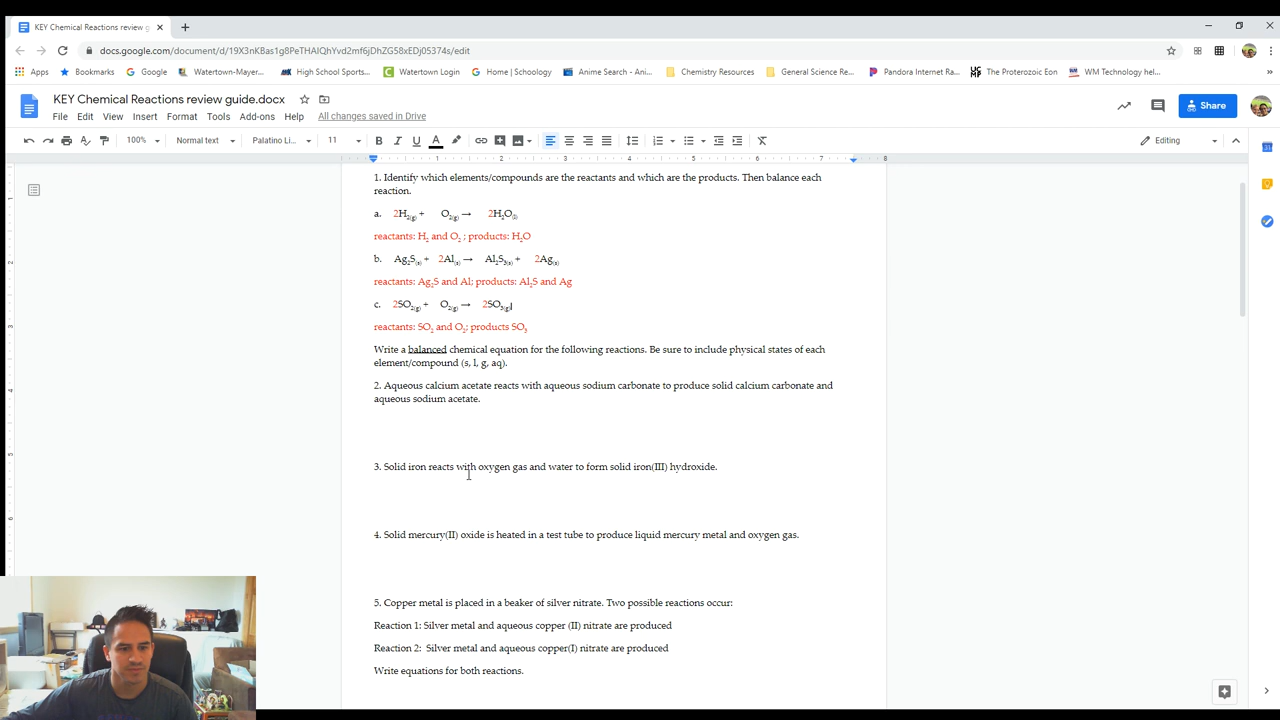 KEY Chemical Reactions review g
docs.google.com/document/d/19X3nKBas1g8PeTHAIQhYvd2mf6jDhZG58xEDj05374s/edit
Apps Bookmarks Google Watertown-Mayer... High School Sports... Watertown Login Home | Schoology Anime Search - Ani... Chemistry Resources General Science Re... Pandora Internet Ra... The Proterozoic Eon WM Technology hel...
KEY Chemical Reactions review guide.docx
Share
File Edit View Insert Format Tools Add-ons Help All changes saved in Drive
100% Normal text Palatino Li... 11 B I U A Editing
1 2 3 4 5 6 7 8
1. Identify which elements/compounds are the reactants and which are the products. Then balance each
reaction.
a. 2H₂(g) + O₂(g) → 2H₂O(l)
reactants: H₂ and O₂ ; products: H₂O
b. Ag₂S(s) + 2Al(s) → Al₂S₃(s) + 2Ag(s)
reactants: Ag₂S and Al; products: Al₂S and Ag
c. 2SO₂(g) + O₂(g) → 2SO₃(g)
reactants: SO₂ and O₂; products SO₃
Write a balanced chemical equation for the following reactions. Be sure to include physical states of each
element/compound (s, l, g, aq).
2. Aqueous calcium acetate reacts with aqueous sodium carbonate to produce solid calcium carbonate and
aqueous sodium acetate.
3. Solid iron reacts with oxygen gas and water to form solid iron(III) hydroxide.
4. Solid mercury(II) oxide is heated in a test tube to produce liquid mercury metal and oxygen gas.
5. Copper metal is placed in a beaker of silver nitrate. Two possible reactions occur:
Reaction 1: Silver metal and aqueous copper (II) nitrate are produced
Reaction 2: Silver metal and aqueous copper(I) nitrate are produced
Write equations for both reactions.